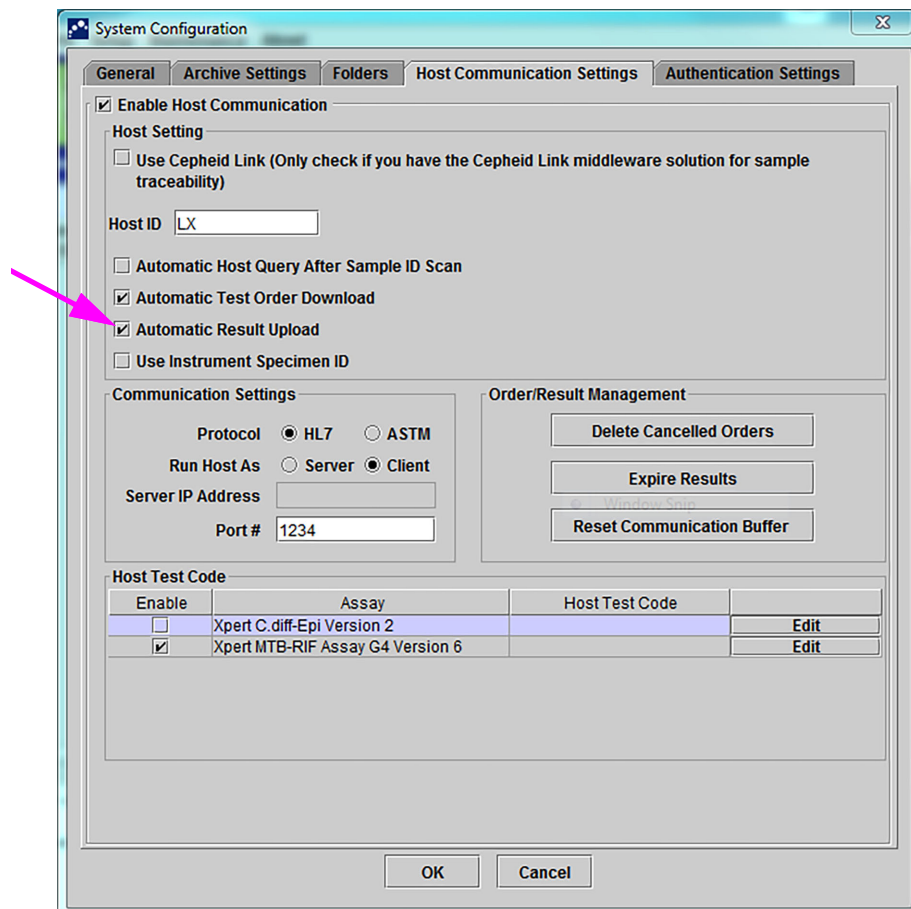 System Configuration
General Archive Settings Folders Host Communication Settings Authentication Settings
Enable Host Communication
Host Setting
Use Cepheid Link (Only check if you have the Cepheid Link middleware solution for sample
traceability)
Host ID LX
Automatic Host Query After Sample ID Scan
Automatic Test Order Download
Automatic Result Upload
Use Instrument Specimen ID
Communication Settings
Protocol HL7 ASTM
Run Host As Server Client
Server IP Address
Port # 1234
Order/Result Management
Delete Cancelled Orders
Expire Results
Window Snip
Reset Communication Buffer
Host Test Code
Enable Assay Host Test Code
Xpert C.diff-Epi Version 2 Edit
Xpert MTB-RIF Assay G4 Version 6 Edit
OK Cancel